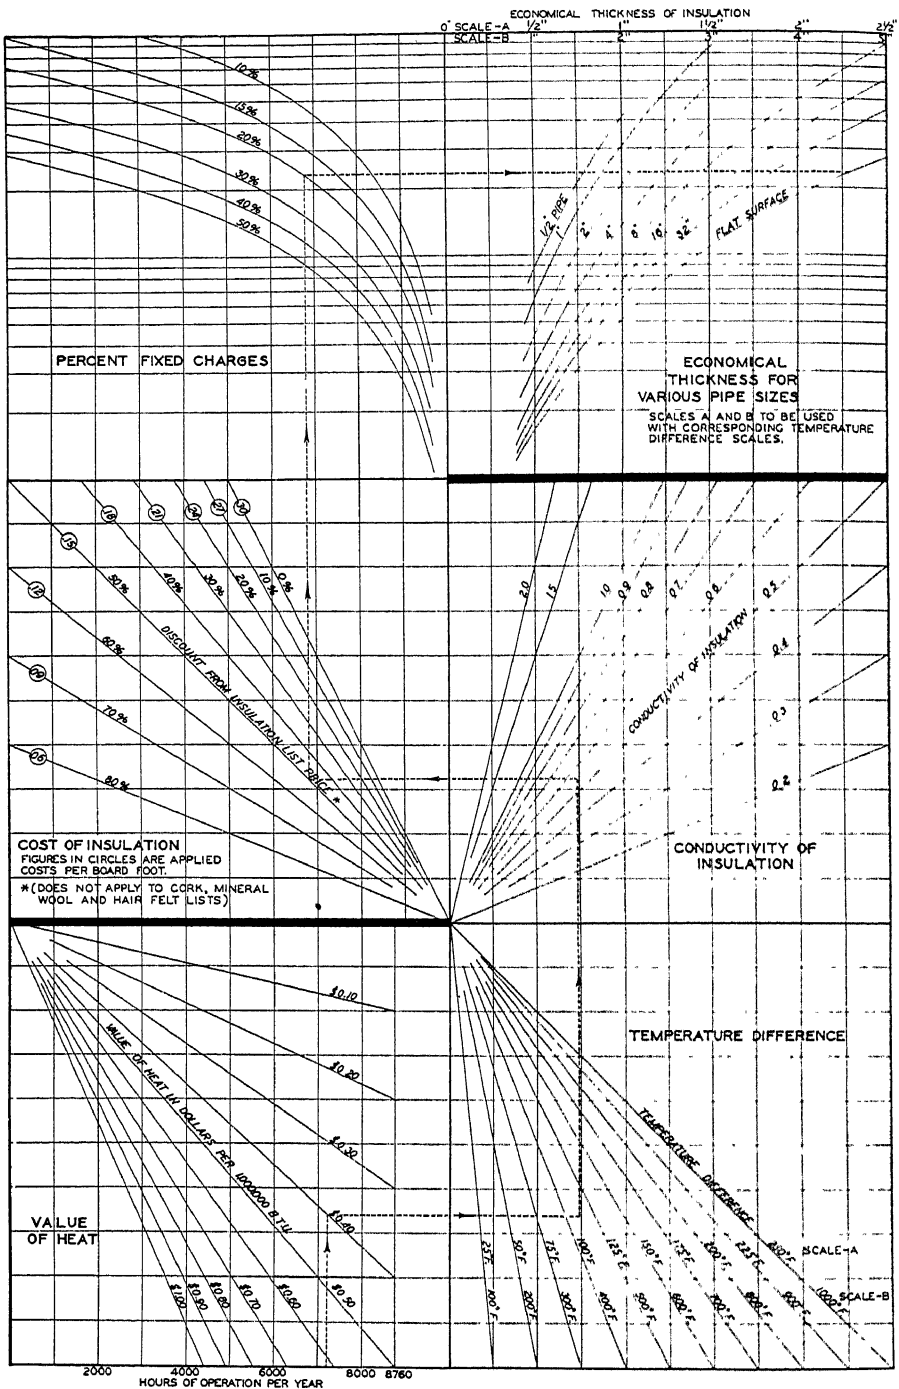 ECONOMICAL THICKNESS OF INSULATION
0" SCALE-A 1/2" 1" 1 1/2" 2" 2 1/2"
SCALE-B 2" 3" 4" 5"
10%
15%
20%
30%
40%
50%
1/2" PIPE
1"
2"
4"
8"
16"
32"
FLAT SURFACE
PERCENT FIXED CHARGES
ECONOMICAL
THICKNESS FOR
VARIOUS PIPE SIZES
SCALES A AND B TO BE USED
WITH CORRESPONDING TEMPERATURE
DIFFERENCE SCALES.
.06
.09
.12
.15
.18
.21
.24
.27
.30
80%
70%
60%
50%
40%
30%
20%
10%
0%
DISCOUNT FROM INSULATION LIST PRICE *
COST OF INSULATION
FIGURES IN CIRCLES ARE APPLIED
COSTS PER BOARD FOOT.
*(DOES NOT APPLY TO CORK, MINERAL
WOOL AND HAIR FELT LISTS)
2.0
1.5
1.0
0.9
0.8
0.7
0.6
0.5
0.4
0.3
0.2
CONDUCTIVITY OF INSULATION
CONDUCTIVITY OF
INSULATION
$0.10
$0.20
$0.30
$0.40
$0.50
$0.60
$0.70
$0.80
$0.90
$1.00
VALUE OF HEAT IN DOLLARS PER 1000000 B.T.U.
VALUE
OF HEAT
TEMPERATURE DIFFERENCE
TEMPERATURE DIFFERENCE
25°F. 50°F. 75°F. 100°F. 125°F. 150°F. 175°F. 200°F. 225°F. 250°F. SCALE-A
100°F. 200°F. 300°F. 400°F. 500°F. 600°F. 700°F. 800°F. 900°F. 1000°F. SCALE-B
2000 4000 6000 8000 8760
HOURS OF OPERATION PER YEAR